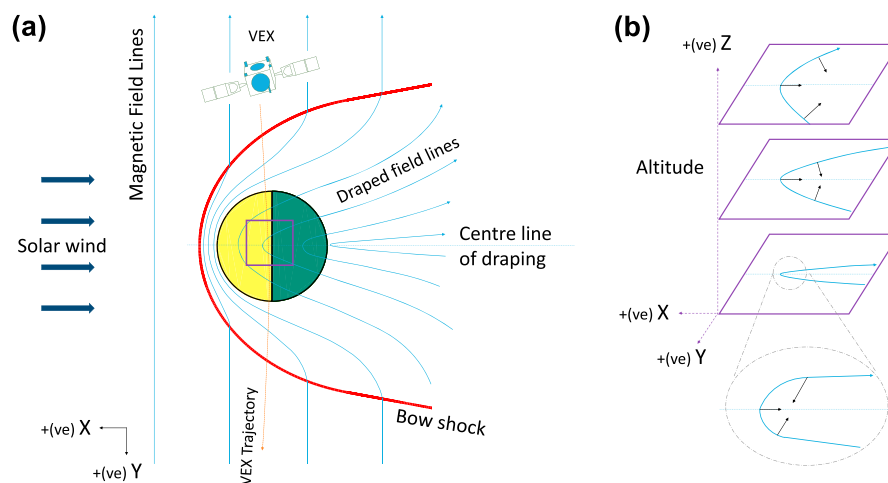 (a)
Magnetic Field Lines
VEX
Draped field lines
Solar wind
Centre line
of draping
VEX Trajectory
Bow shock
+(ve) X
+(ve) Y
(b)
+(ve) Z
Altitude
+(ve) X
+(ve) Y